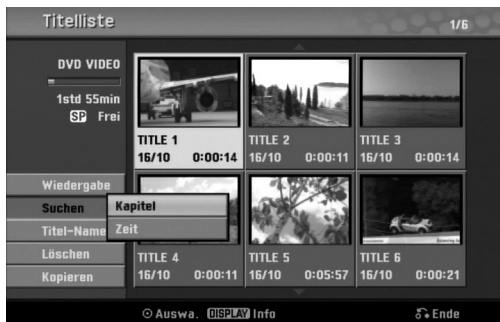 Titelliste
1/6
DVD VIDEO
1std 55min
SP Frei
TITLE 1
16/10 0:00:14
TITLE 2
16/10 0:00:11
TITLE 3
16/10 0:00:14
Wiedergabe
Suchen
Titel-Name
Löschen
Kopieren
Kapitel
Zeit
TITLE 4
16/10 0:00:11
TITLE 5
16/10 0:05:57
TITLE 6
16/10 0:00:21
Auswa. DISPLAY Info
Ende